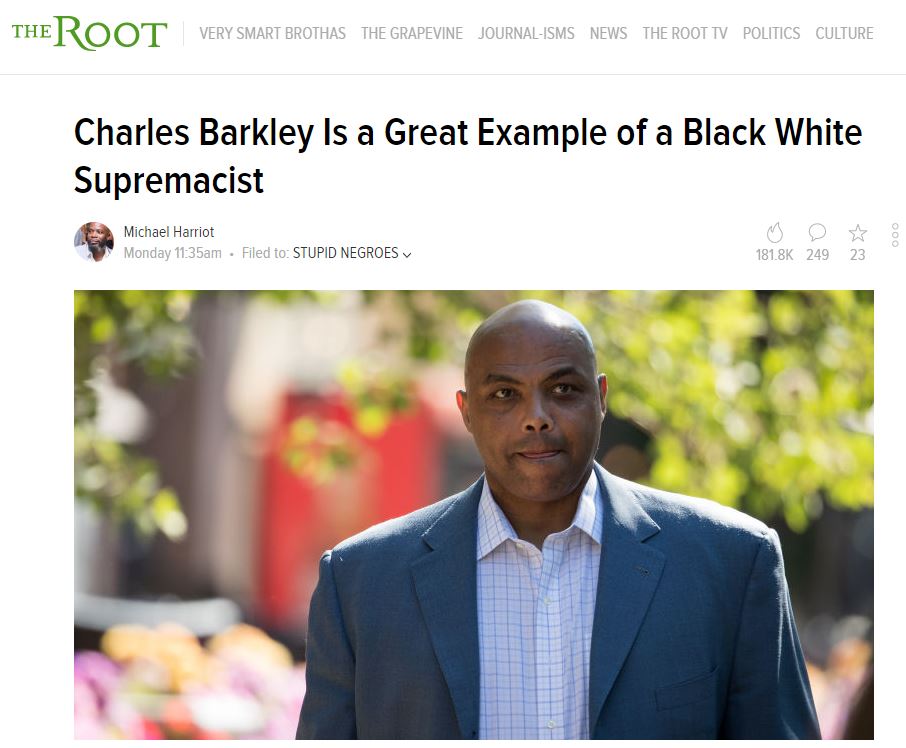 THE ROOT
VERY SMART BROTHAS THE GRAPEVINE JOURNAL-ISMS NEWS THE ROOT TV POLITICS CULTURE
Charles Barkley Is a Great Example of a Black White
Supremacist
Michael Harriot
Monday 11:35am • Filed to: STUPID NEGROES
181.8K 249 23